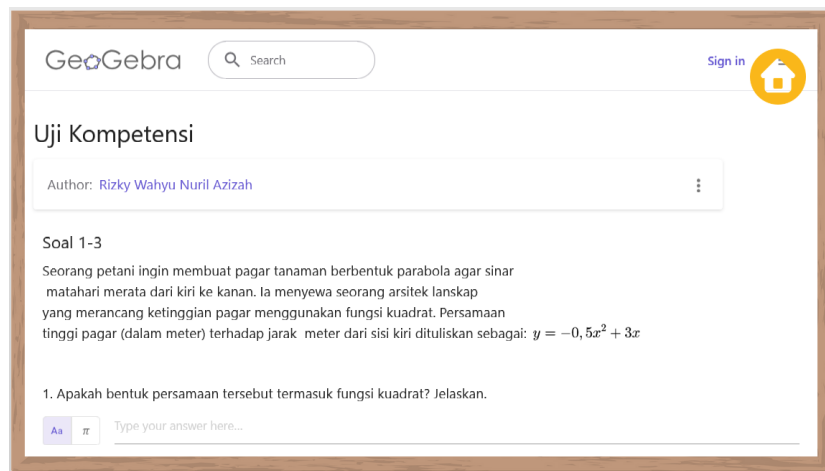 GeoGebra
Search
Sign in
Uji Kompetensi
Author: Rizky Wahyu Nuril Azizah
Soal 1-3
Seorang petani ingin membuat pagar tanaman berbentuk parabola agar sinar
matahari merata dari kiri ke kanan. Ia menyewa seorang arsitek lanskap
yang merancang ketinggian pagar menggunakan fungsi kuadrat. Persamaan
tinggi pagar (dalam meter) terhadap jarak meter dari sisi kiri dituliskan sebagai: y = −0, 5x² + 3x
1. Apakah bentuk persamaan tersebut termasuk fungsi kuadrat? Jelaskan.
Aa π Type your answer here...